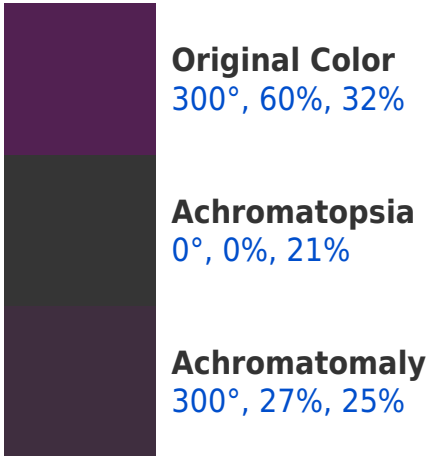 Original Color
300°, 60%, 32%
Achromatopsia
0°, 0%, 21%
Achromatomaly
300°, 27%, 25%